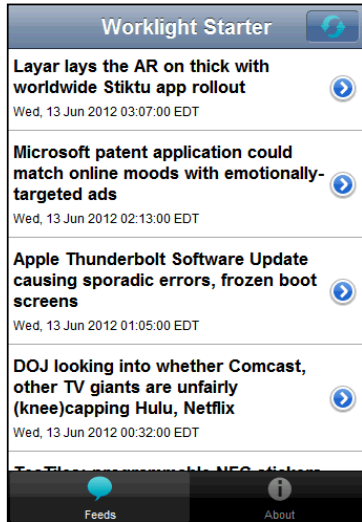 Worklight Starter
Layar lays the AR on thick with
worldwide Stiktu app rollout
Wed, 13 Jun 2012 03:07:00 EDT
Microsoft patent application could
match online moods with emotionally-
targeted ads
Wed, 13 Jun 2012 02:13:00 EDT
Apple Thunderbolt Software Update
causing sporadic errors, frozen boot
screens
Wed, 13 Jun 2012 01:05:00 EDT
DOJ looking into whether Comcast,
other TV giants are unfairly
(knee)capping Hulu, Netflix
Wed, 13 Jun 2012 00:32:00 EDT
programmable NFC stickers
Feeds
About